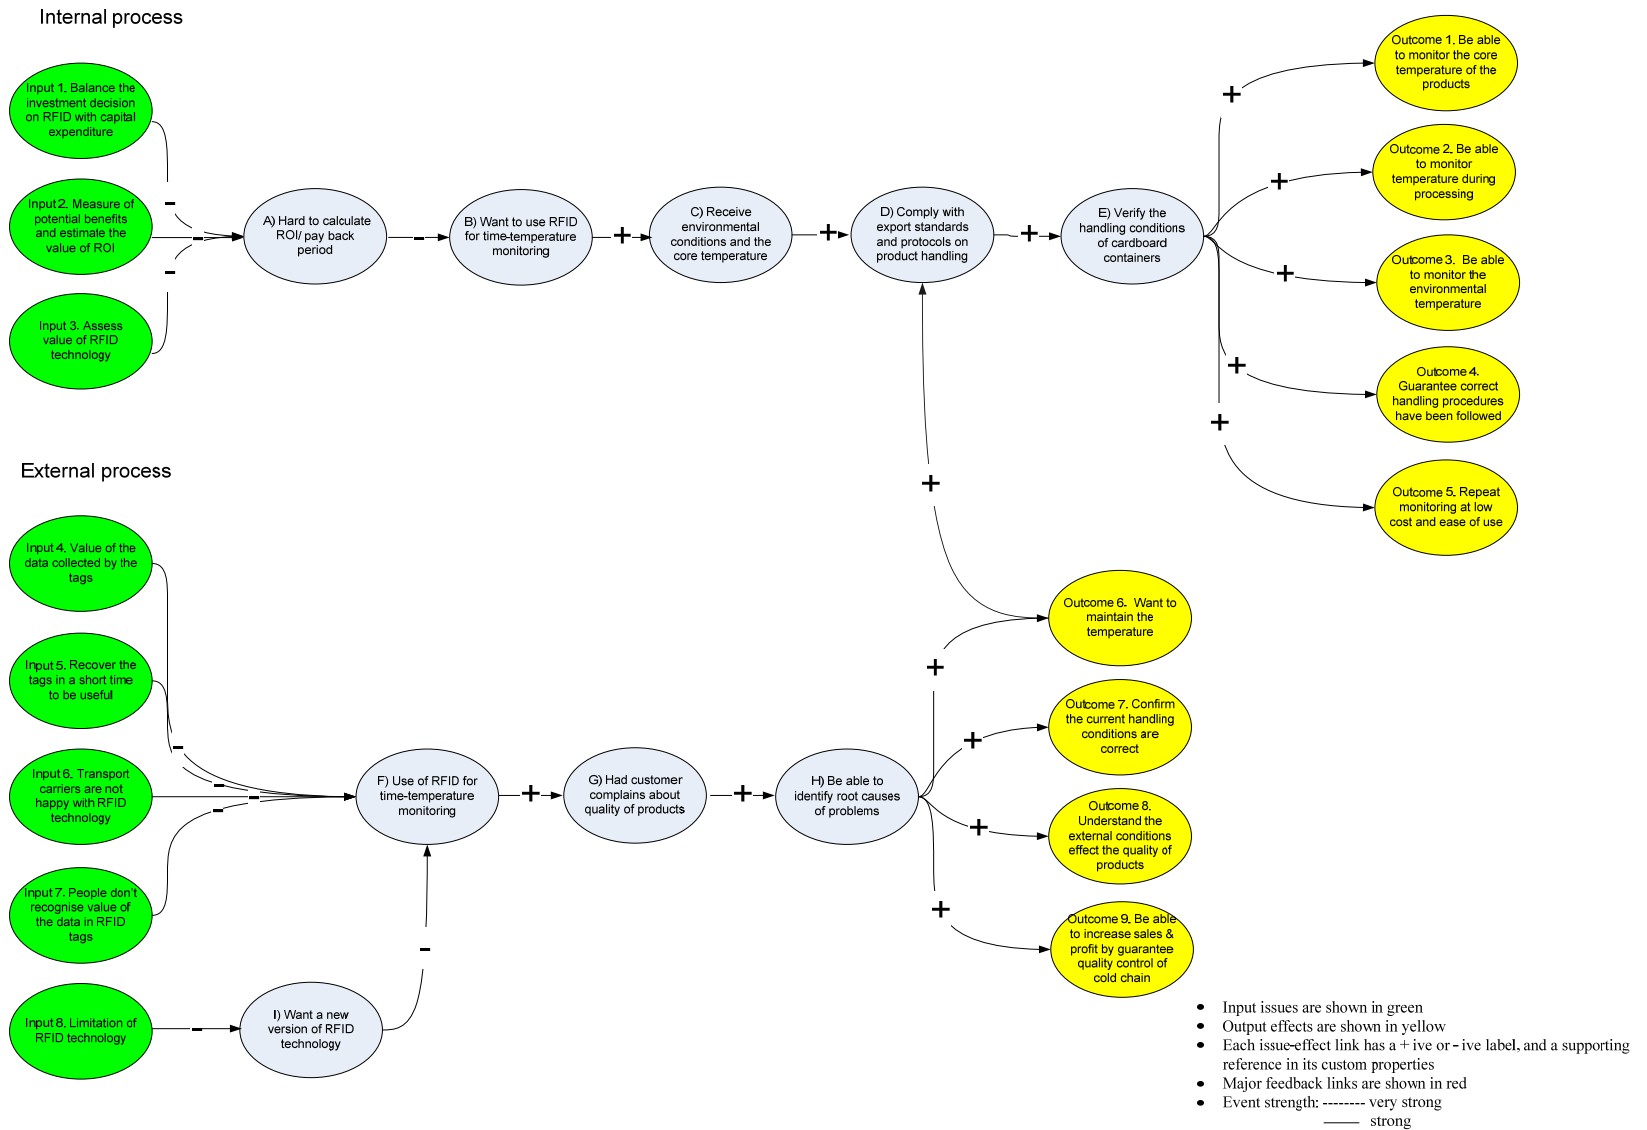 Internal process
Input 1. Balance the
investment decision
on RFID with capital
expenditure
Input 2. Measure of
potential benefits
and estimate the
value of ROI
Input 3. Assess
value of RFID
technology
-
-
-
A) Hard to calculate
ROI/ pay back
period
-
B) Want to use RFID
for time-temperature
monitoring
+
C) Receive
environmental
conditions and the
core temperature
+
D) Comply with
export standards
and protocols on
product handling
+
E) Verify the
handling conditions
of cardboard
containers
+
+
+
+
+
Outcome 1. Be able
to monitor the core
temperature of the
products
Outcome 2. Be able
to monitor
temperature during
processing
Outcome 3. Be able
to monitor the
environmental
temperature
Outcome 4.
Guarantee correct
handling procedures
have been followed
Outcome 5. Repeat
monitoring at low
cost and ease of use
+
External process
Input 4. Value of the
data collected by the
tags
Input 5. Recover the
tags in a short time
to be useful
Input 6. Transport
carriers are not
happy with RFID
technology
Input 7. People don't
recognise value of
the data in RFID
tags
Input 8. Limitation of
RFID technology
-
-
-
-
-
I) Want a new
version of RFID
technology
-
F) Use of RFID for
time-temperature
monitoring
+
G) Had customer
complains about
quality of products
+
H) Be able to
identify root causes
of problems
+
+
+
+
Outcome 6. Want to
maintain the
temperature
Outcome 7. Confirm
the current handling
conditions are
correct
Outcome 8.
Understand the
external conditions
effect the quality of
products
Outcome 9. Be able
to increase sales &
profit by guarantee
quality control of
cold chain
• Input issues are shown in green
• Output effects are shown in yellow
• Each issue-effect link has a + ive or - ive label, and a supporting
reference in its custom properties
• Major feedback links are shown in red
• Event strength: -------- very strong
—— strong